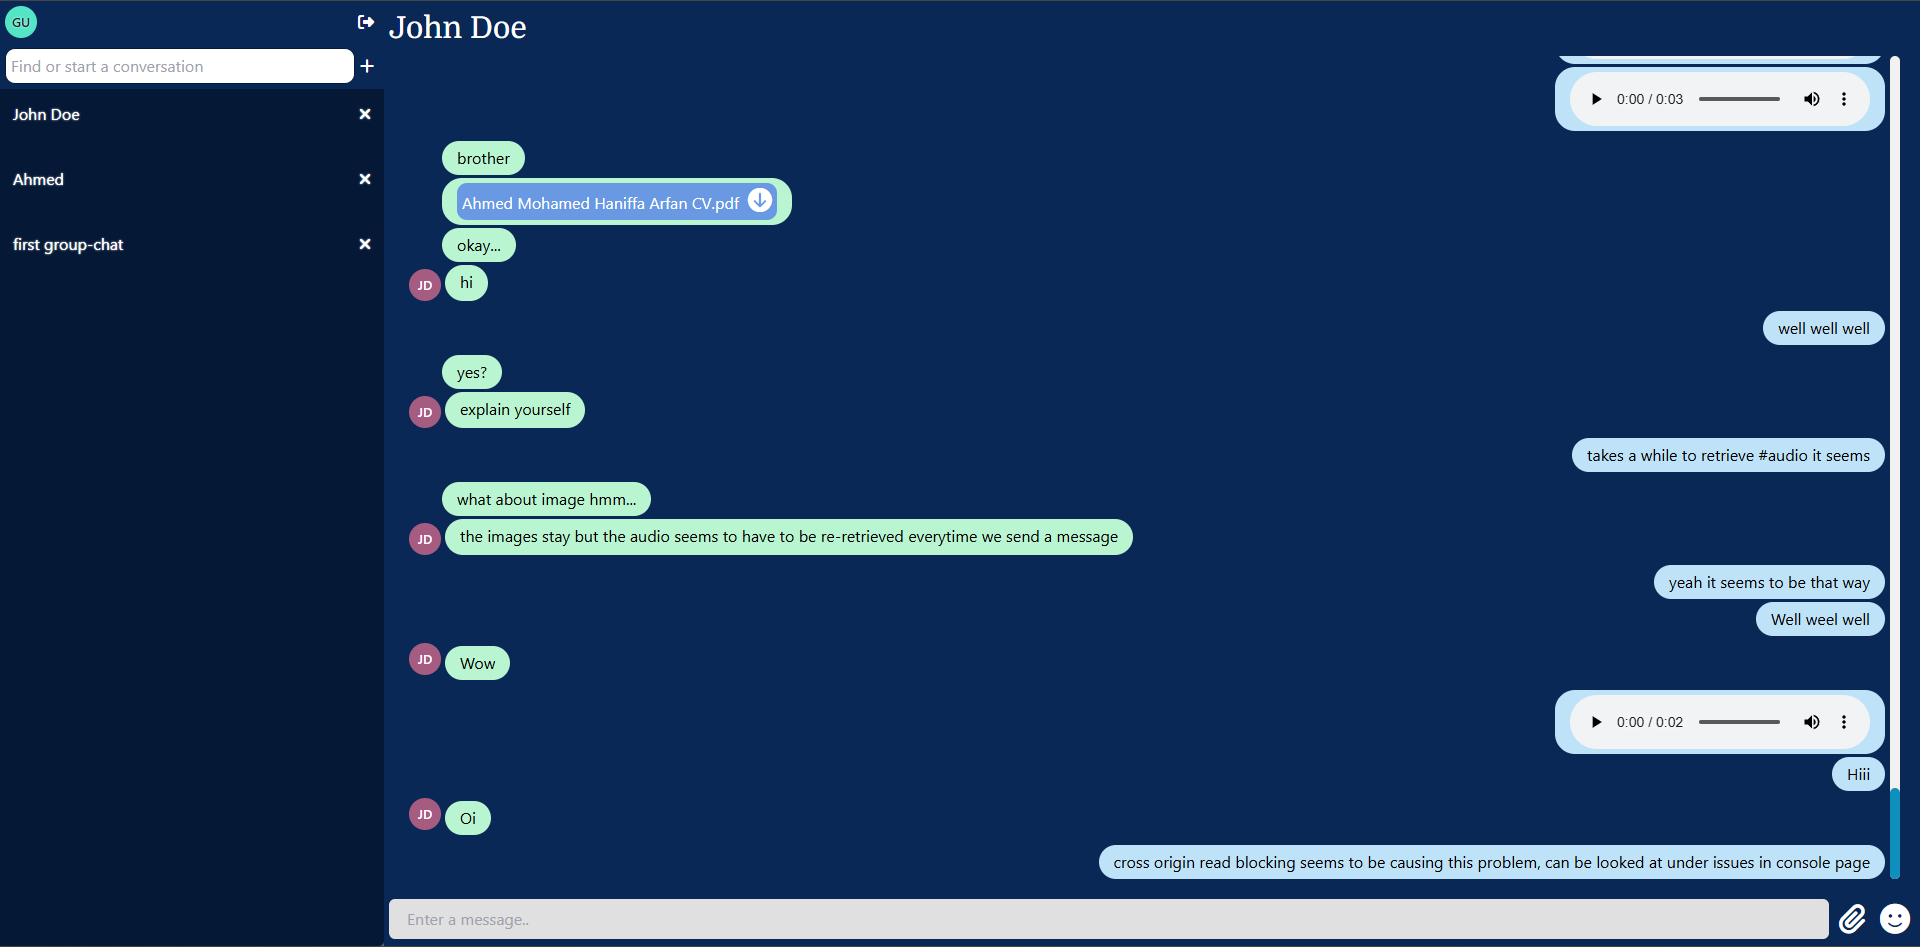 GU
Find or start a conversation
John Doe
Ahmed
first group-chat
John Doe
0:00 / 0:03
brother
Ahmed Mohamed Haniffa Arfan CV.pdf
okay...
JD
hi
well well well
yes?
JD
explain yourself
takes a while to retrieve #audio it seems
what about image hmm...
JD
the images stay but the audio seems to have to be re-retrieved everytime we send a message
yeah it seems to be that way
Well weel well
JD
Wow
0:00 / 0:02
Hiii
JD
Oi
cross origin read blocking seems to be causing this problem, can be looked at under issues in console page
Enter a message..